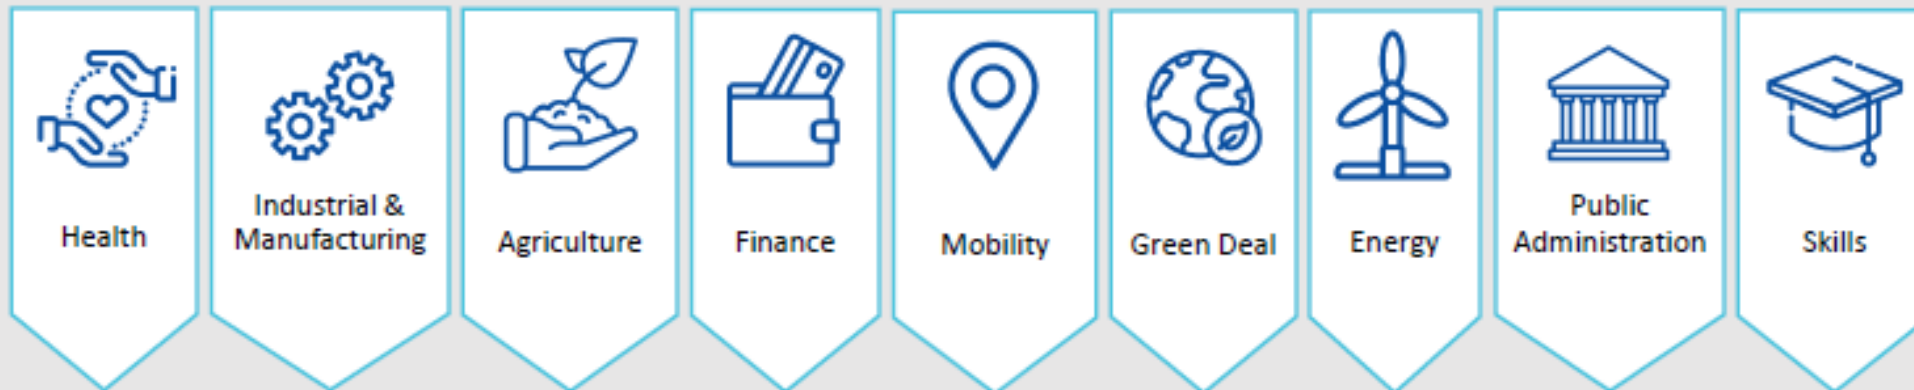 Health
Industrial &
Manufacturing
Agriculture
Finance
Mobility
Green Deal
Energy
Public
Administration
Skills